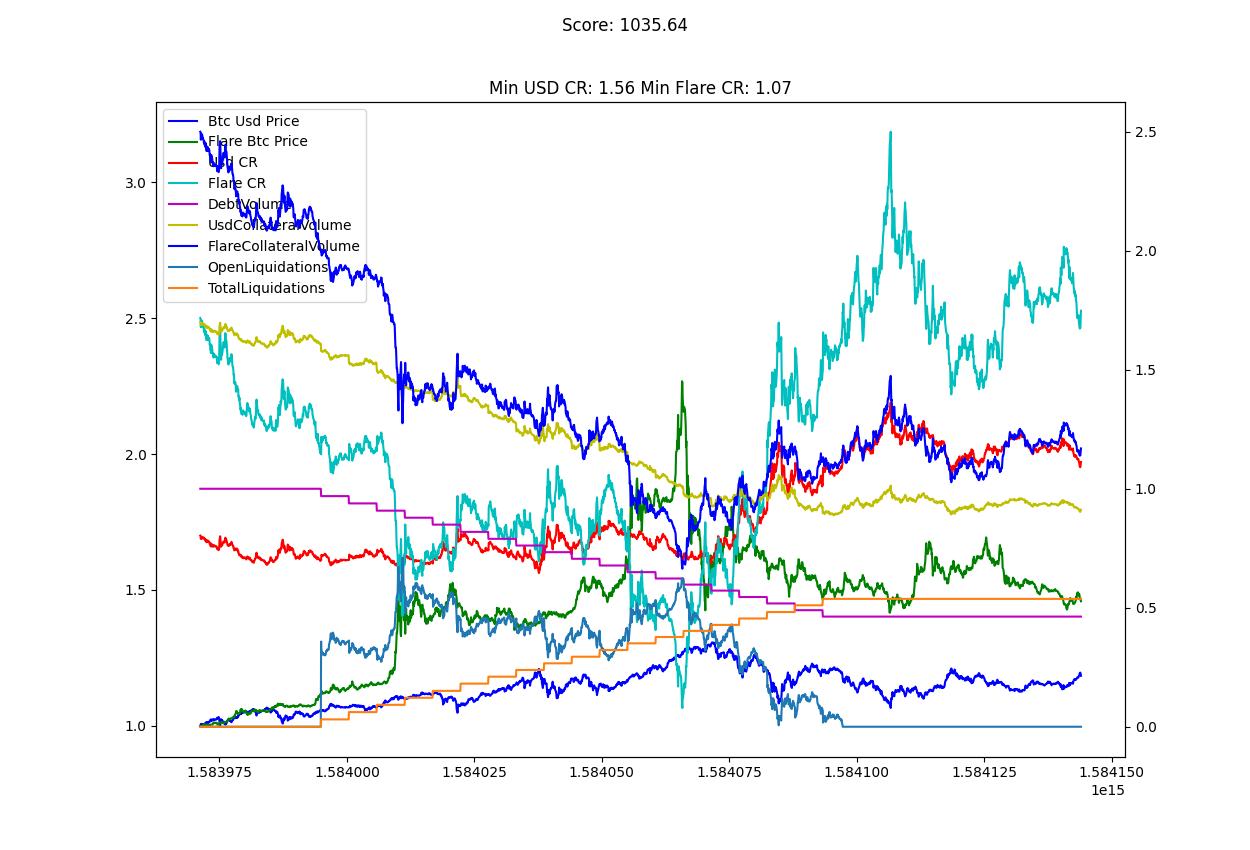 Score: 1035.64
Min USD CR: 1.56 Min Flare CR: 1.07
Btc Usd Price
Flare Btc Price
Usd CR
Flare CR
DebtVolume
UsdCollateralVolume
FlareCollateralVolume
OpenLiquidations
TotalLiquidations
3.0
2.5
2.0
1.5
1.0
2.5
2.0
1.5
1.0
0.5
0.0
1.583975
1.584000
1.584025
1.584050
1.584075
1.584100
1.584125
1.584150
1e15